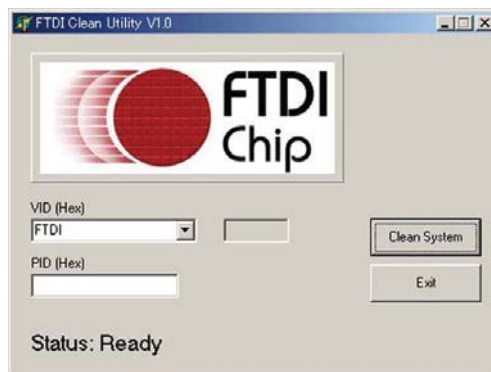 FTDI Clean Utility V1.0
FTDI
Chip
VID (Hex)
FTDI
Clean System
PID (Hex)
Exit
Status: Ready